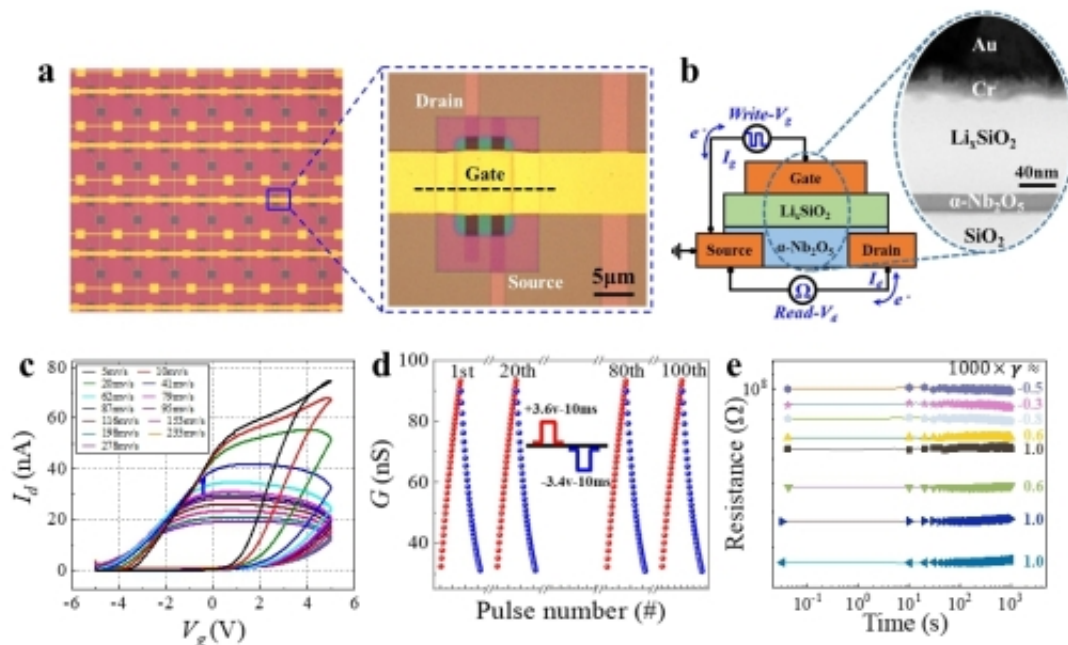 a
Drain
Gate
Source
5μm
b
Write-Vg
e-
Ig
Gate
LixSiO2
Source
α-Nb2O5
Drain
Id
e-
Ω
Read-Vg
Au
Cr
LixSiO2
40nm
α-Nb2O5
SiO2
c
80
60
40
20
0
Id (nA)
5mv/s 10mv/s
20mv/s 41mv/s
62mv/s 79mv/s
87mv/s 95mv/s
116mv/s 155mv/s
198mv/s 233mv/s
278mv/s
-6 -4 -2 0 2 4 6
Vg (V)
d
100
80
60
40
G (nS)
1st 20th 80th 100th
+3.6v-10ms
-3.4v-10ms
Pulse number (#)
e
1000 × γ ≈
10⁸
Resistance (Ω)
-0.5
-0.3
0.6
1.0
0.6
1.0
1.0
10⁻¹ 10⁰ 10¹ 10² 10³
Time (s)